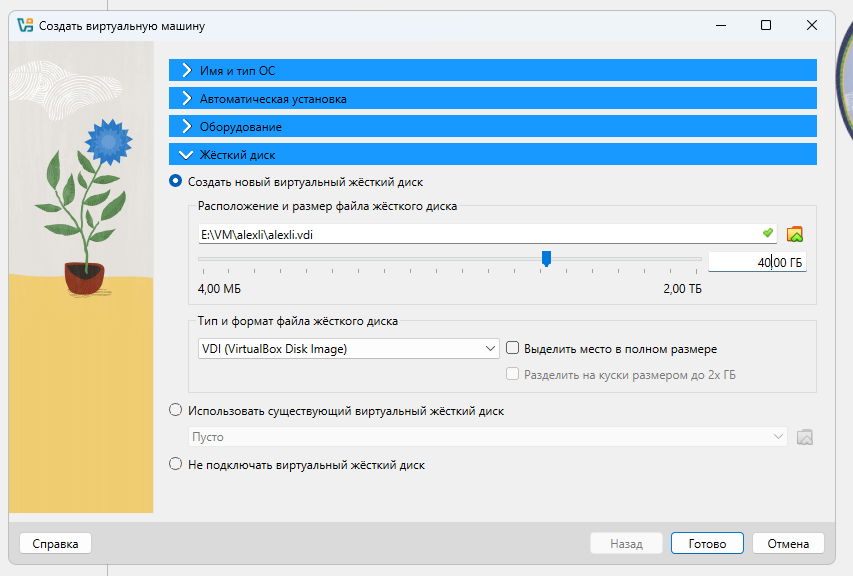 Создать виртуальную машину
Имя и тип ОС
Автоматическая установка
Оборудование
Жёсткий диск
Создать новый виртуальный жёсткий диск
Расположение и размер файла жёсткого диска
E:\VM\alexli\alexli.vdi
40,00 ГБ
4,00 МБ
2,00 ТБ
Тип и формат файла жёсткого диска
VDI (VirtualBox Disk Image)
Выделить место в полном размере
Разделить на куски размером до 2х ГБ
Использовать существующий виртуальный жёсткий диск
Пусто
Не подключать виртуальный жёсткий диск
Справка
Назад
Готово
Отмена